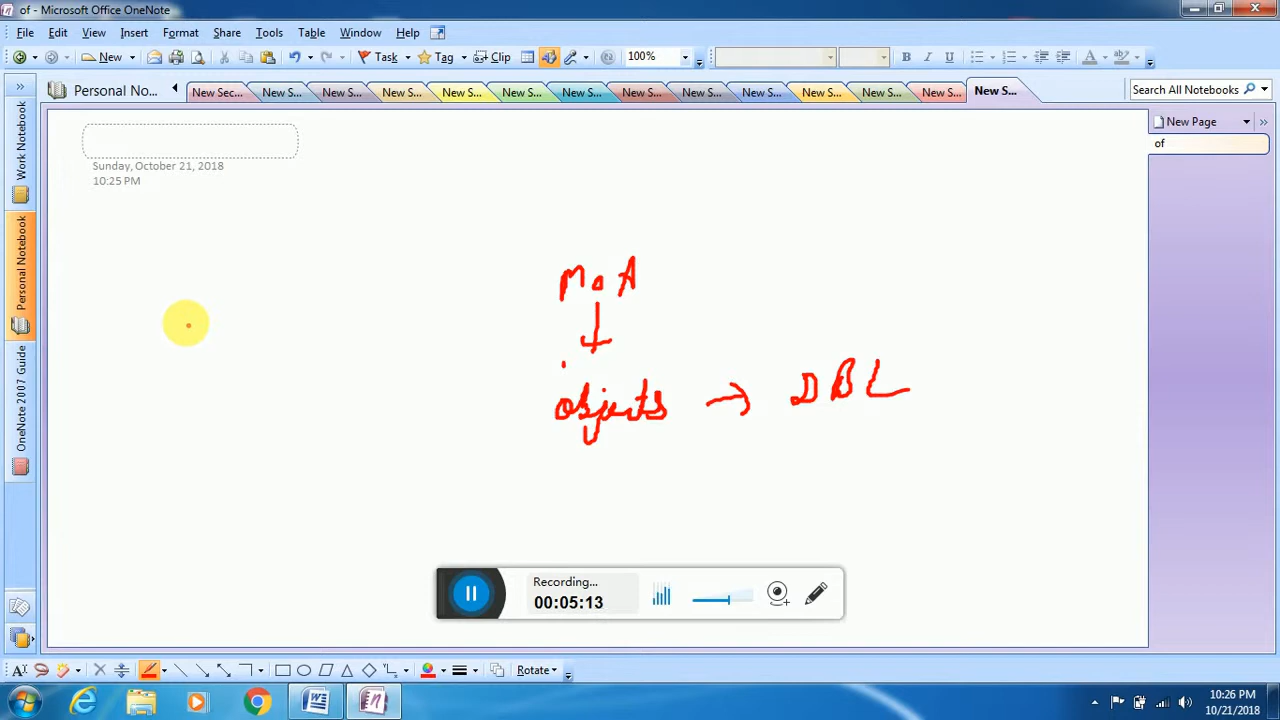 of - Microsoft Office OneNote
File Edit View Insert Format Share Tools Table Window Help
New Task Tag Clip 100% B I U A ab
Personal No... New Sec... New S... New S... New S... New S... New S... New S... New S... New S... New S... New S... New S... New S... New S... Search All Notebooks
Work Notebook
Personal Notebook
OneNote 2007 Guide
New Page
of
Sunday, October 21, 2018
10:25 PM
MoA
objects → DBL
Recording...
00:05:13
Rotate
10:26 PM
10/21/2018